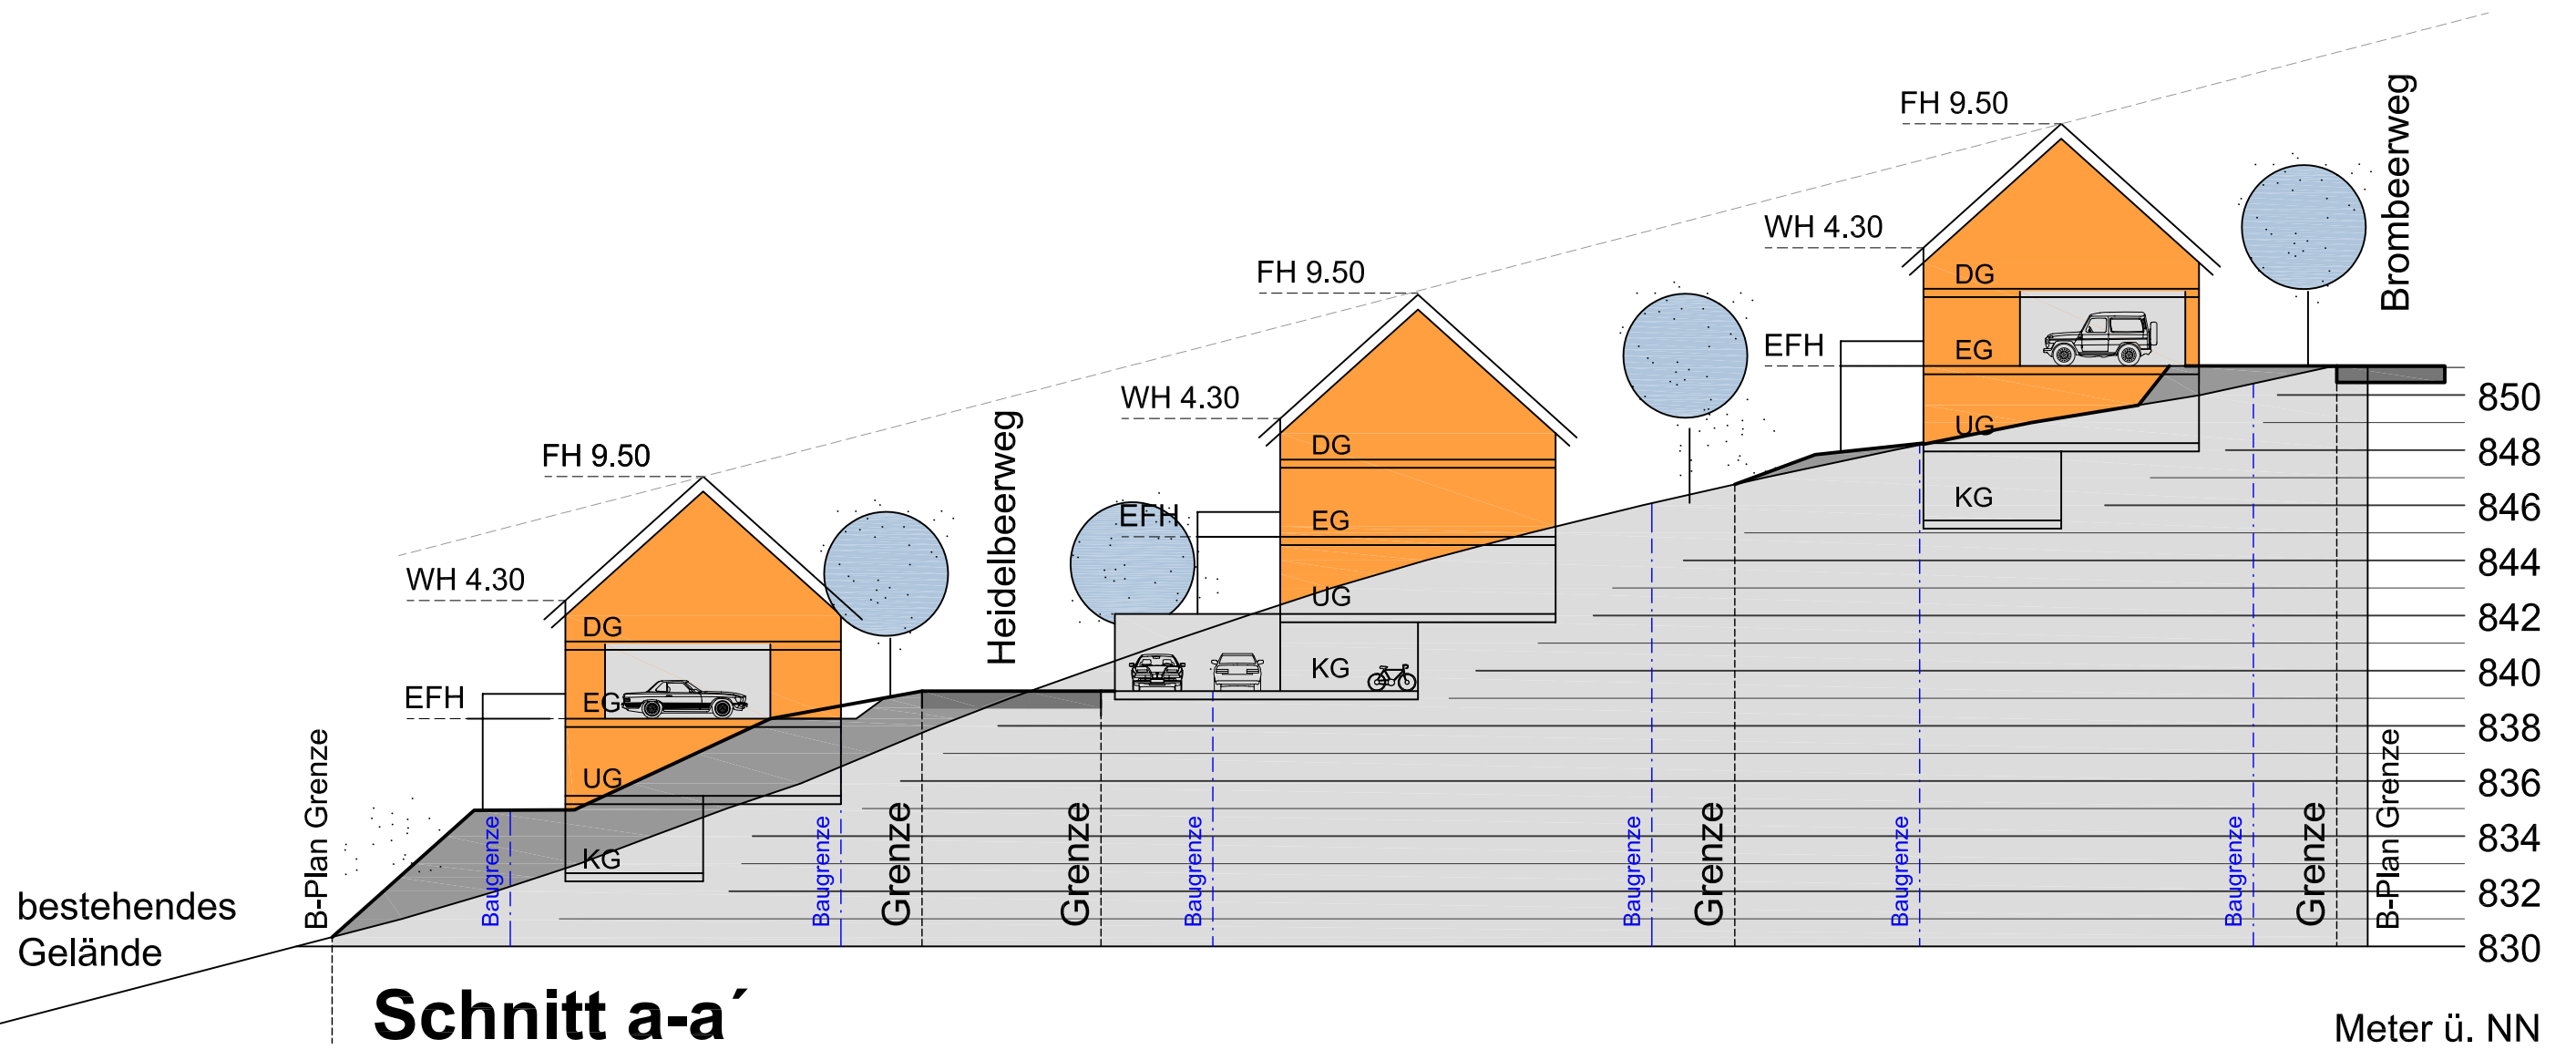 FH 9.50
WH 4.30
DG
EFH
EG
UG
KG
Heidelbeerweg
FH 9.50
WH 4.30
DG
EFH
EG
UG
KG
FH 9.50
WH 4.30
DG
EFH
EG
UG
KG
Brombeerweg
850
848
846
844
842
840
838
836
834
832
830
B-Plan Grenze
Baugrenze
Baugrenze
Grenze
Grenze
Baugrenze
Baugrenze
Grenze
Baugrenze
Baugrenze
Grenze
B-Plan Grenze
bestehendes
Gelände
Schnitt a-a´
Meter ü. NN